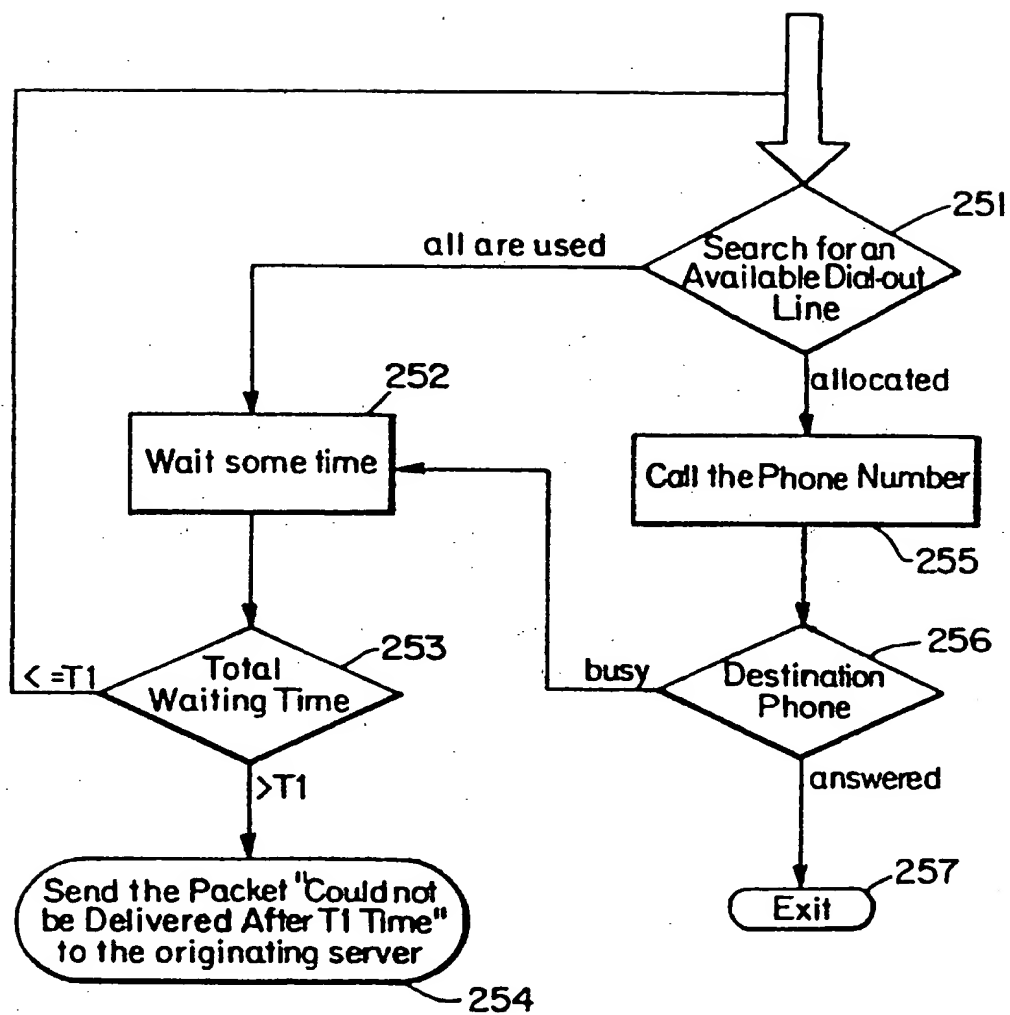 251
all are used
Search for an
Available Dial-out
Line
252
allocated
Wait some time
Call the Phone Number
255
253
256
< =T1
Total
Waiting Time
busy
Destination
Phone
>T1
answered
Send the Packet "Could not
be Delivered After T1 Time"
to the originating server
257
Exit
254